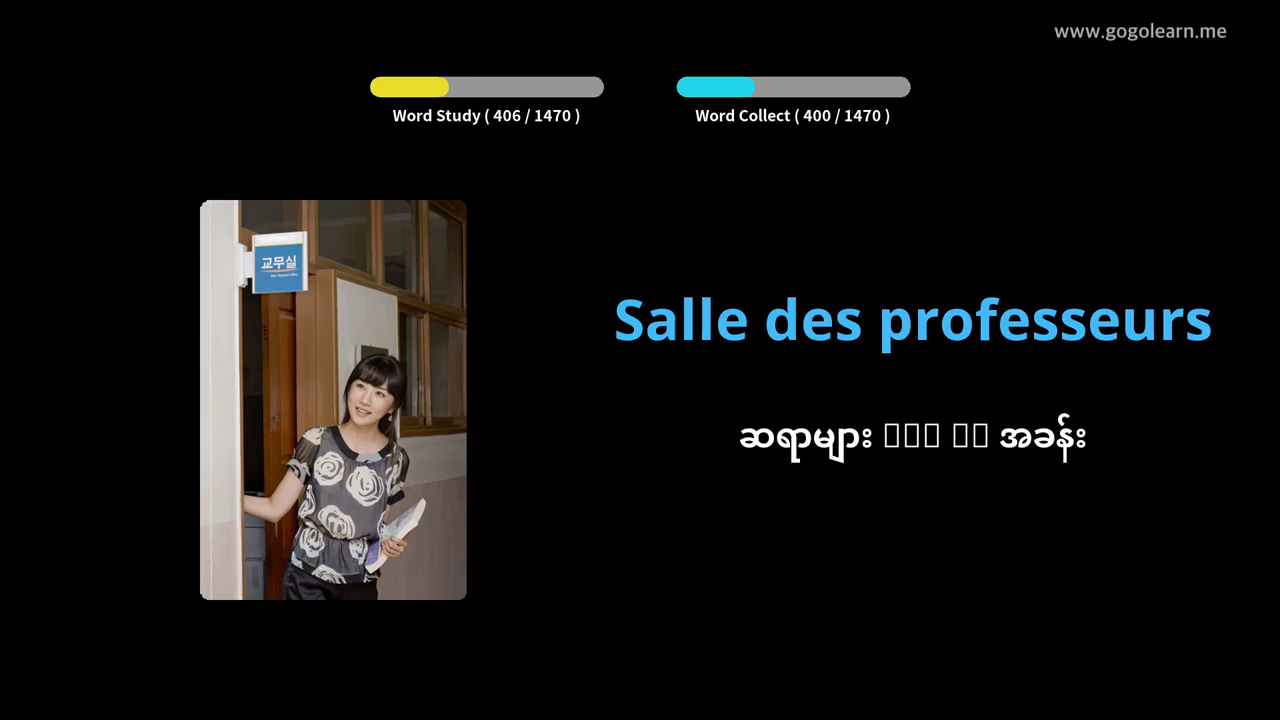 www.gogolearn.me
Word Study ( 406 / 1470 )
Word Collect ( 400 / 1470 )
교무실
Salle des professeurs
ဆရာများ အခန်း